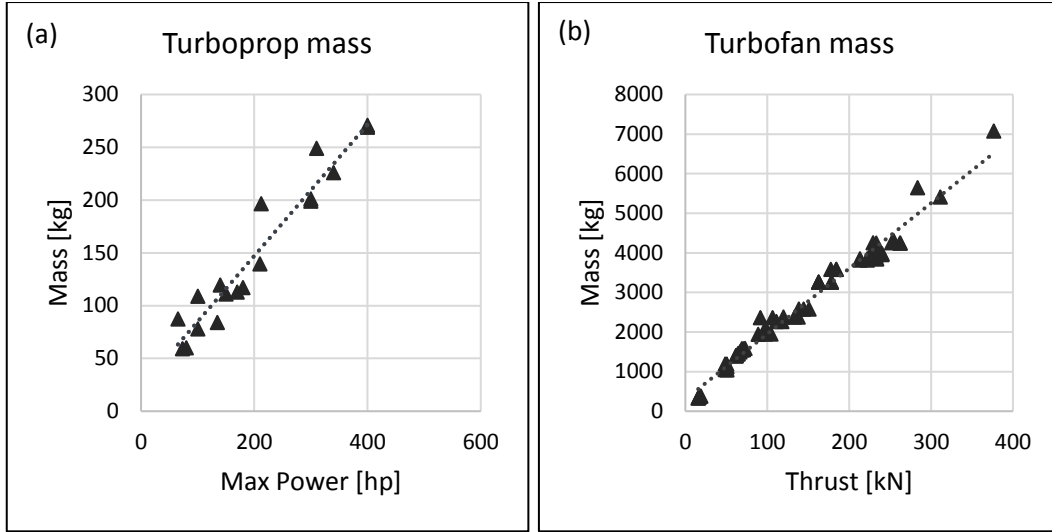 (a)
Turboprop mass
300
250
200
150
100
50
0
Mass [kg]
0 200 400 600
Max Power [hp]
(b)
Turbofan mass
8000
7000
6000
5000
4000
3000
2000
1000
0
Mass [kg]
0 100 200 300 400
Thrust [kN]